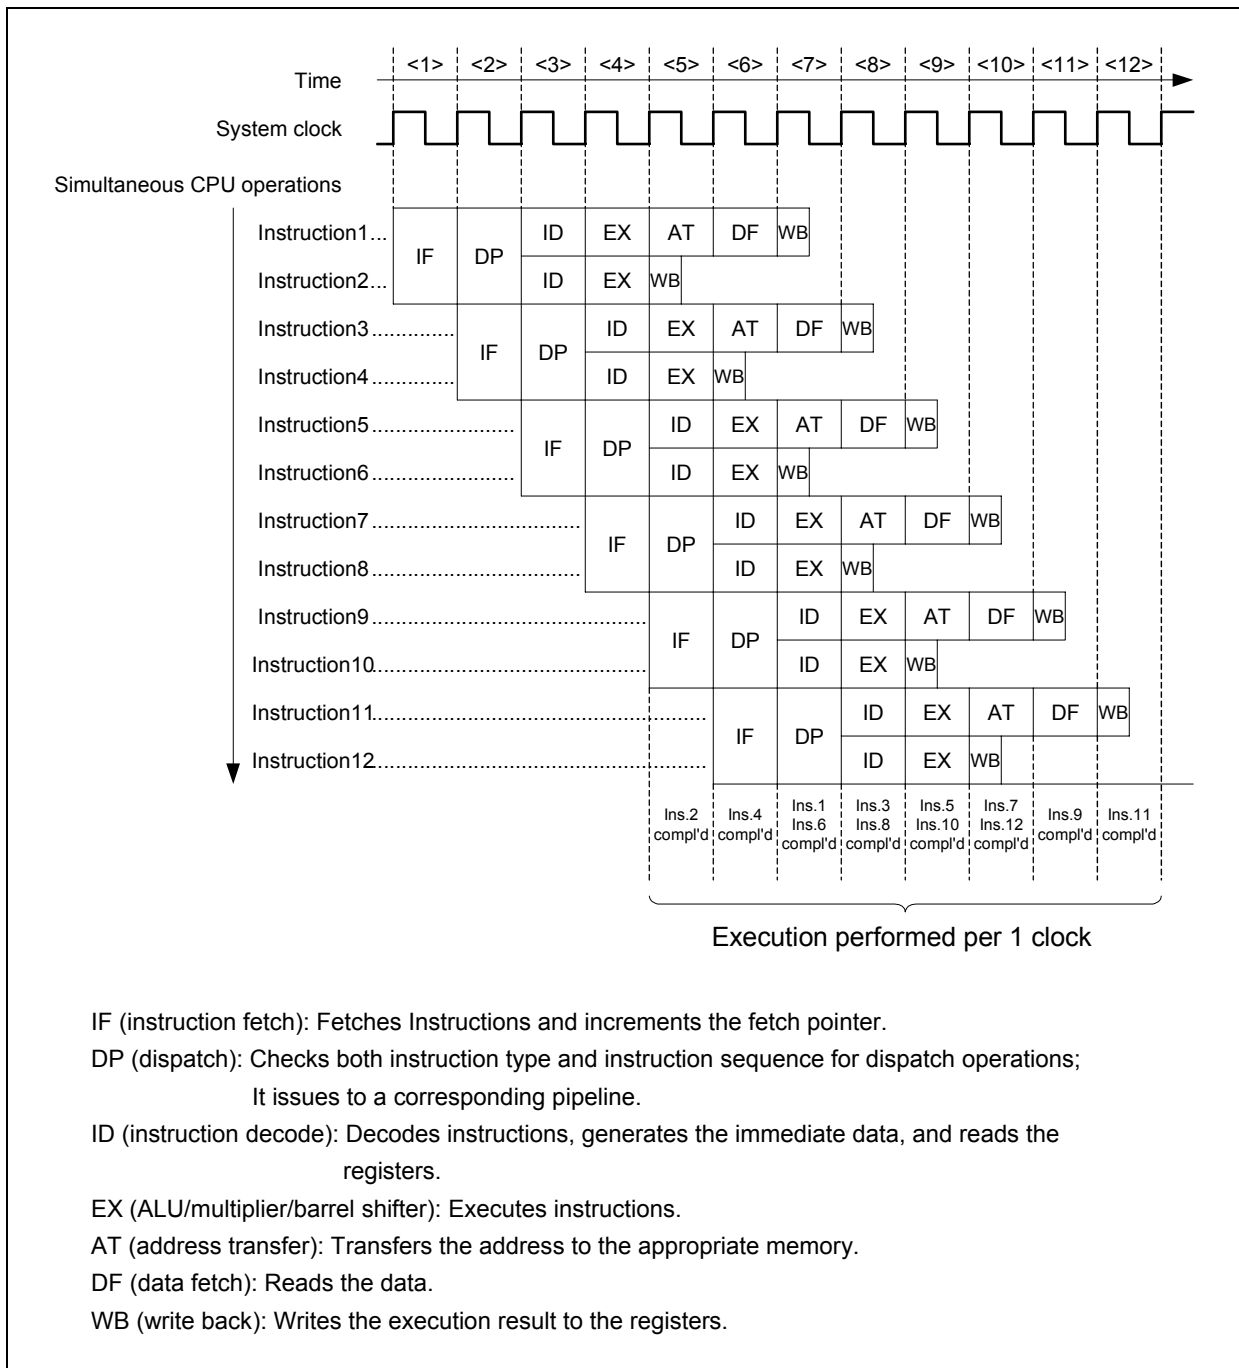 <1> <2> <3> <4> <5> <6> <7> <8> <9> <10> <11> <12>
Time
System clock
Simultaneous CPU operations
Instruction1... ID EX AT DF WB
IF DP
Instruction2... ID EX WB
Instruction3.............. ID EX AT DF WB
IF DP
Instruction4.............. ID EX WB
Instruction5........................ ID EX AT DF WB
IF DP
Instruction6........................ ID EX WB
Instruction7................................... ID EX AT DF WB
IF DP
Instruction8................................... ID EX WB
Instruction9.............................................. ID EX AT DF WB
IF DP
Instruction10............................................. ID EX WB
Instruction11....................................................... ID EX AT DF WB
IF DP
Instruction12....................................................... ID EX WB
Ins.2 compl'd
Ins.4 compl'd
Ins.1 Ins.6 compl'd
Ins.3 Ins.8 compl'd
Ins.5 Ins.10 compl'd
Ins.7 Ins.12 compl'd
Ins.9 compl'd
Ins.11 compl'd
Execution performed per 1 clock
IF (instruction fetch): Fetches Instructions and increments the fetch pointer.
DP (dispatch): Checks both instruction type and instruction sequence for dispatch operations;
It issues to a corresponding pipeline.
ID (instruction decode): Decodes instructions, generates the immediate data, and reads the
registers.
EX (ALU/multiplier/barrel shifter): Executes instructions.
AT (address transfer): Transfers the address to the appropriate memory.
DF (data fetch): Reads the data.
WB (write back): Writes the execution result to the registers.